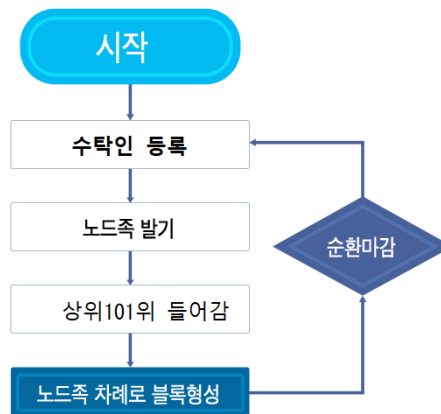 시작
수탁인 등록
노드족 발기
상위101위 들어감
순환마감
노드족 차례로 블록형성